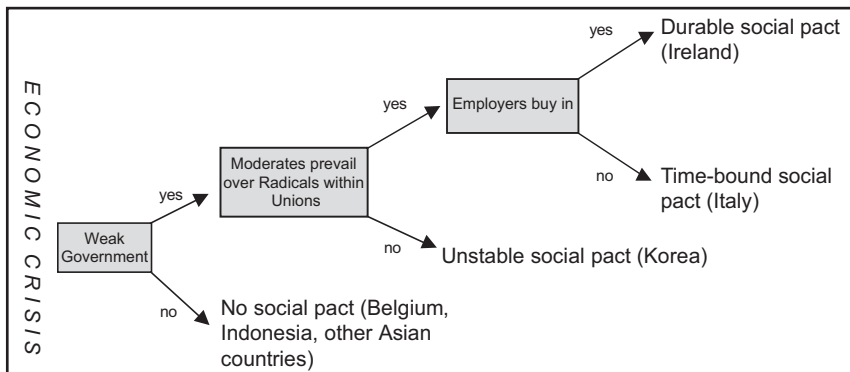 ECONOMIC CRISIS
Weak
Government
yes
no
No social pact (Belgium,
Indonesia, other Asian
countries)
Moderates prevail
over Radicals within
Unions
yes
no
Unstable social pact (Korea)
Employers buy in
yes
no
Durable social pact
(Ireland)
Time-bound social
pact (Italy)